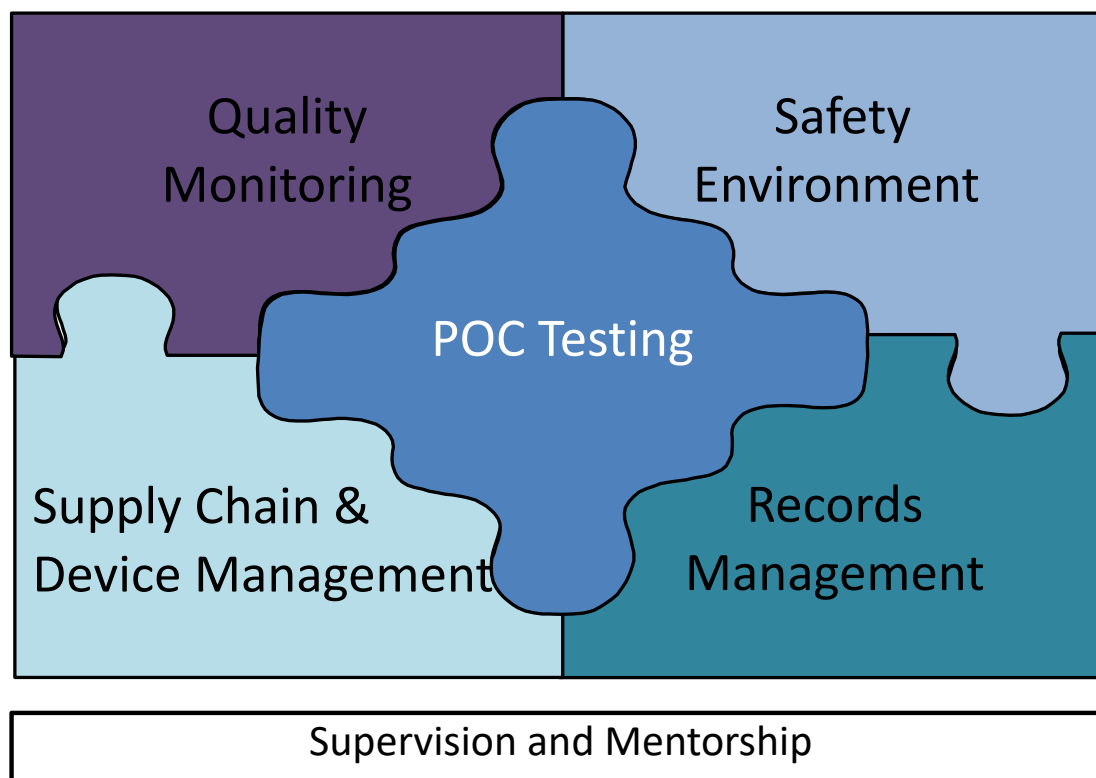 Quality
Monitoring
Safety
Environment
POC Testing
Supply Chain &
Device Management
Records
Management
Supervision and Mentorship